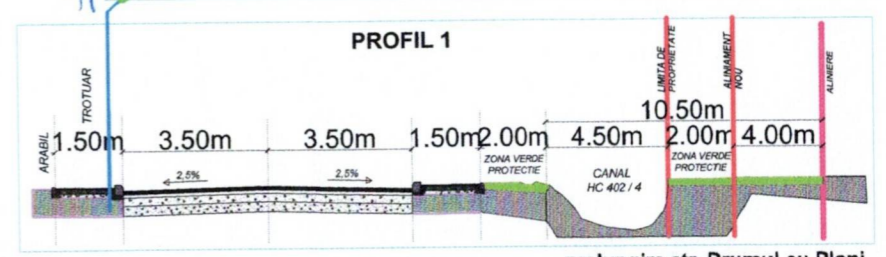 PROFIL 1
ARABIL
TROTUAR
LIMITA DE
PROPRIETATE
ALINIAMENT
NOU
ALINIERE
10.50m
1.50m 3.50m 3.50m 1.50m 2.00m 4.50m 2.00m 4.00m
2,5% 2,5%
ZONA VERDE
PROTECTIE
CANAL
HC 402 / 4
ZONA VERDE
PROTECTIE